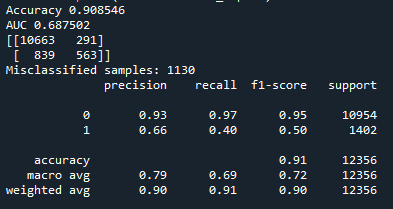 Accuracy 0.908546
AUC 0.687502
[[10663 291]
[ 839 563]]
Misclassified samples: 1130
precision recall f1-score support
0 0.93 0.97 0.95 10954
1 0.66 0.40 0.50 1402
accuracy 0.91 12356
macro avg 0.79 0.69 0.72 12356
weighted avg 0.90 0.91 0.90 12356